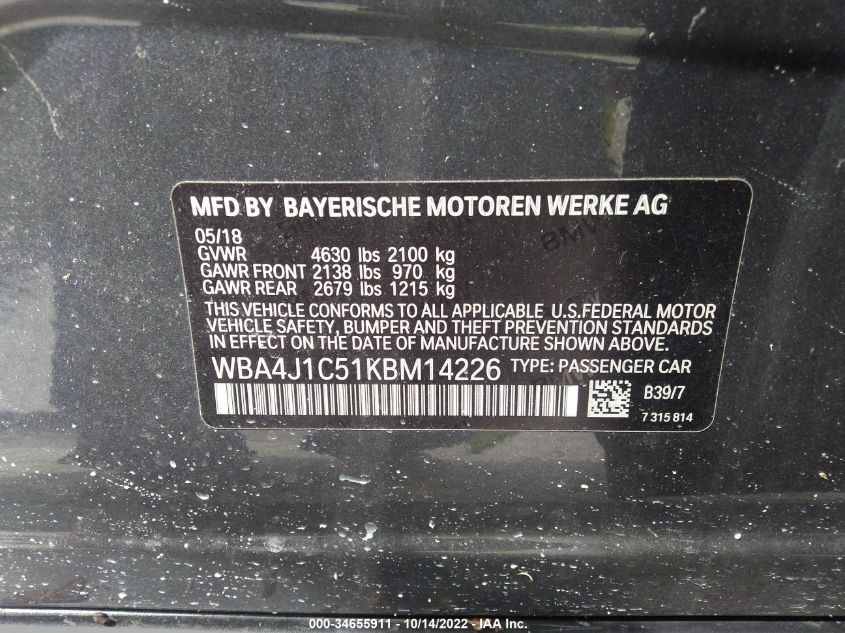 MFD BY BAYERISCHE MOTOREN WERKE AG
05/18
GVWR 4630 lbs 2100 kg
GAWR FRONT 2138 lbs 970 kg
GAWR REAR 2679 lbs 1215 kg
THIS VEHICLE CONFORMS TO ALL APPLICABLE U.S.FEDERAL MOTOR
VEHICLE SAFETY, BUMPER AND THEFT PREVENTION STANDARDS
IN EFFECT ON THE DATE OF MANUFACTURE SHOWN ABOVE.
WBA4J1C51KBM14226 TYPE: PASSENGER CAR
B39/7
7 315 814
000-34655911 - 10/14/2022 - IAA Inc.